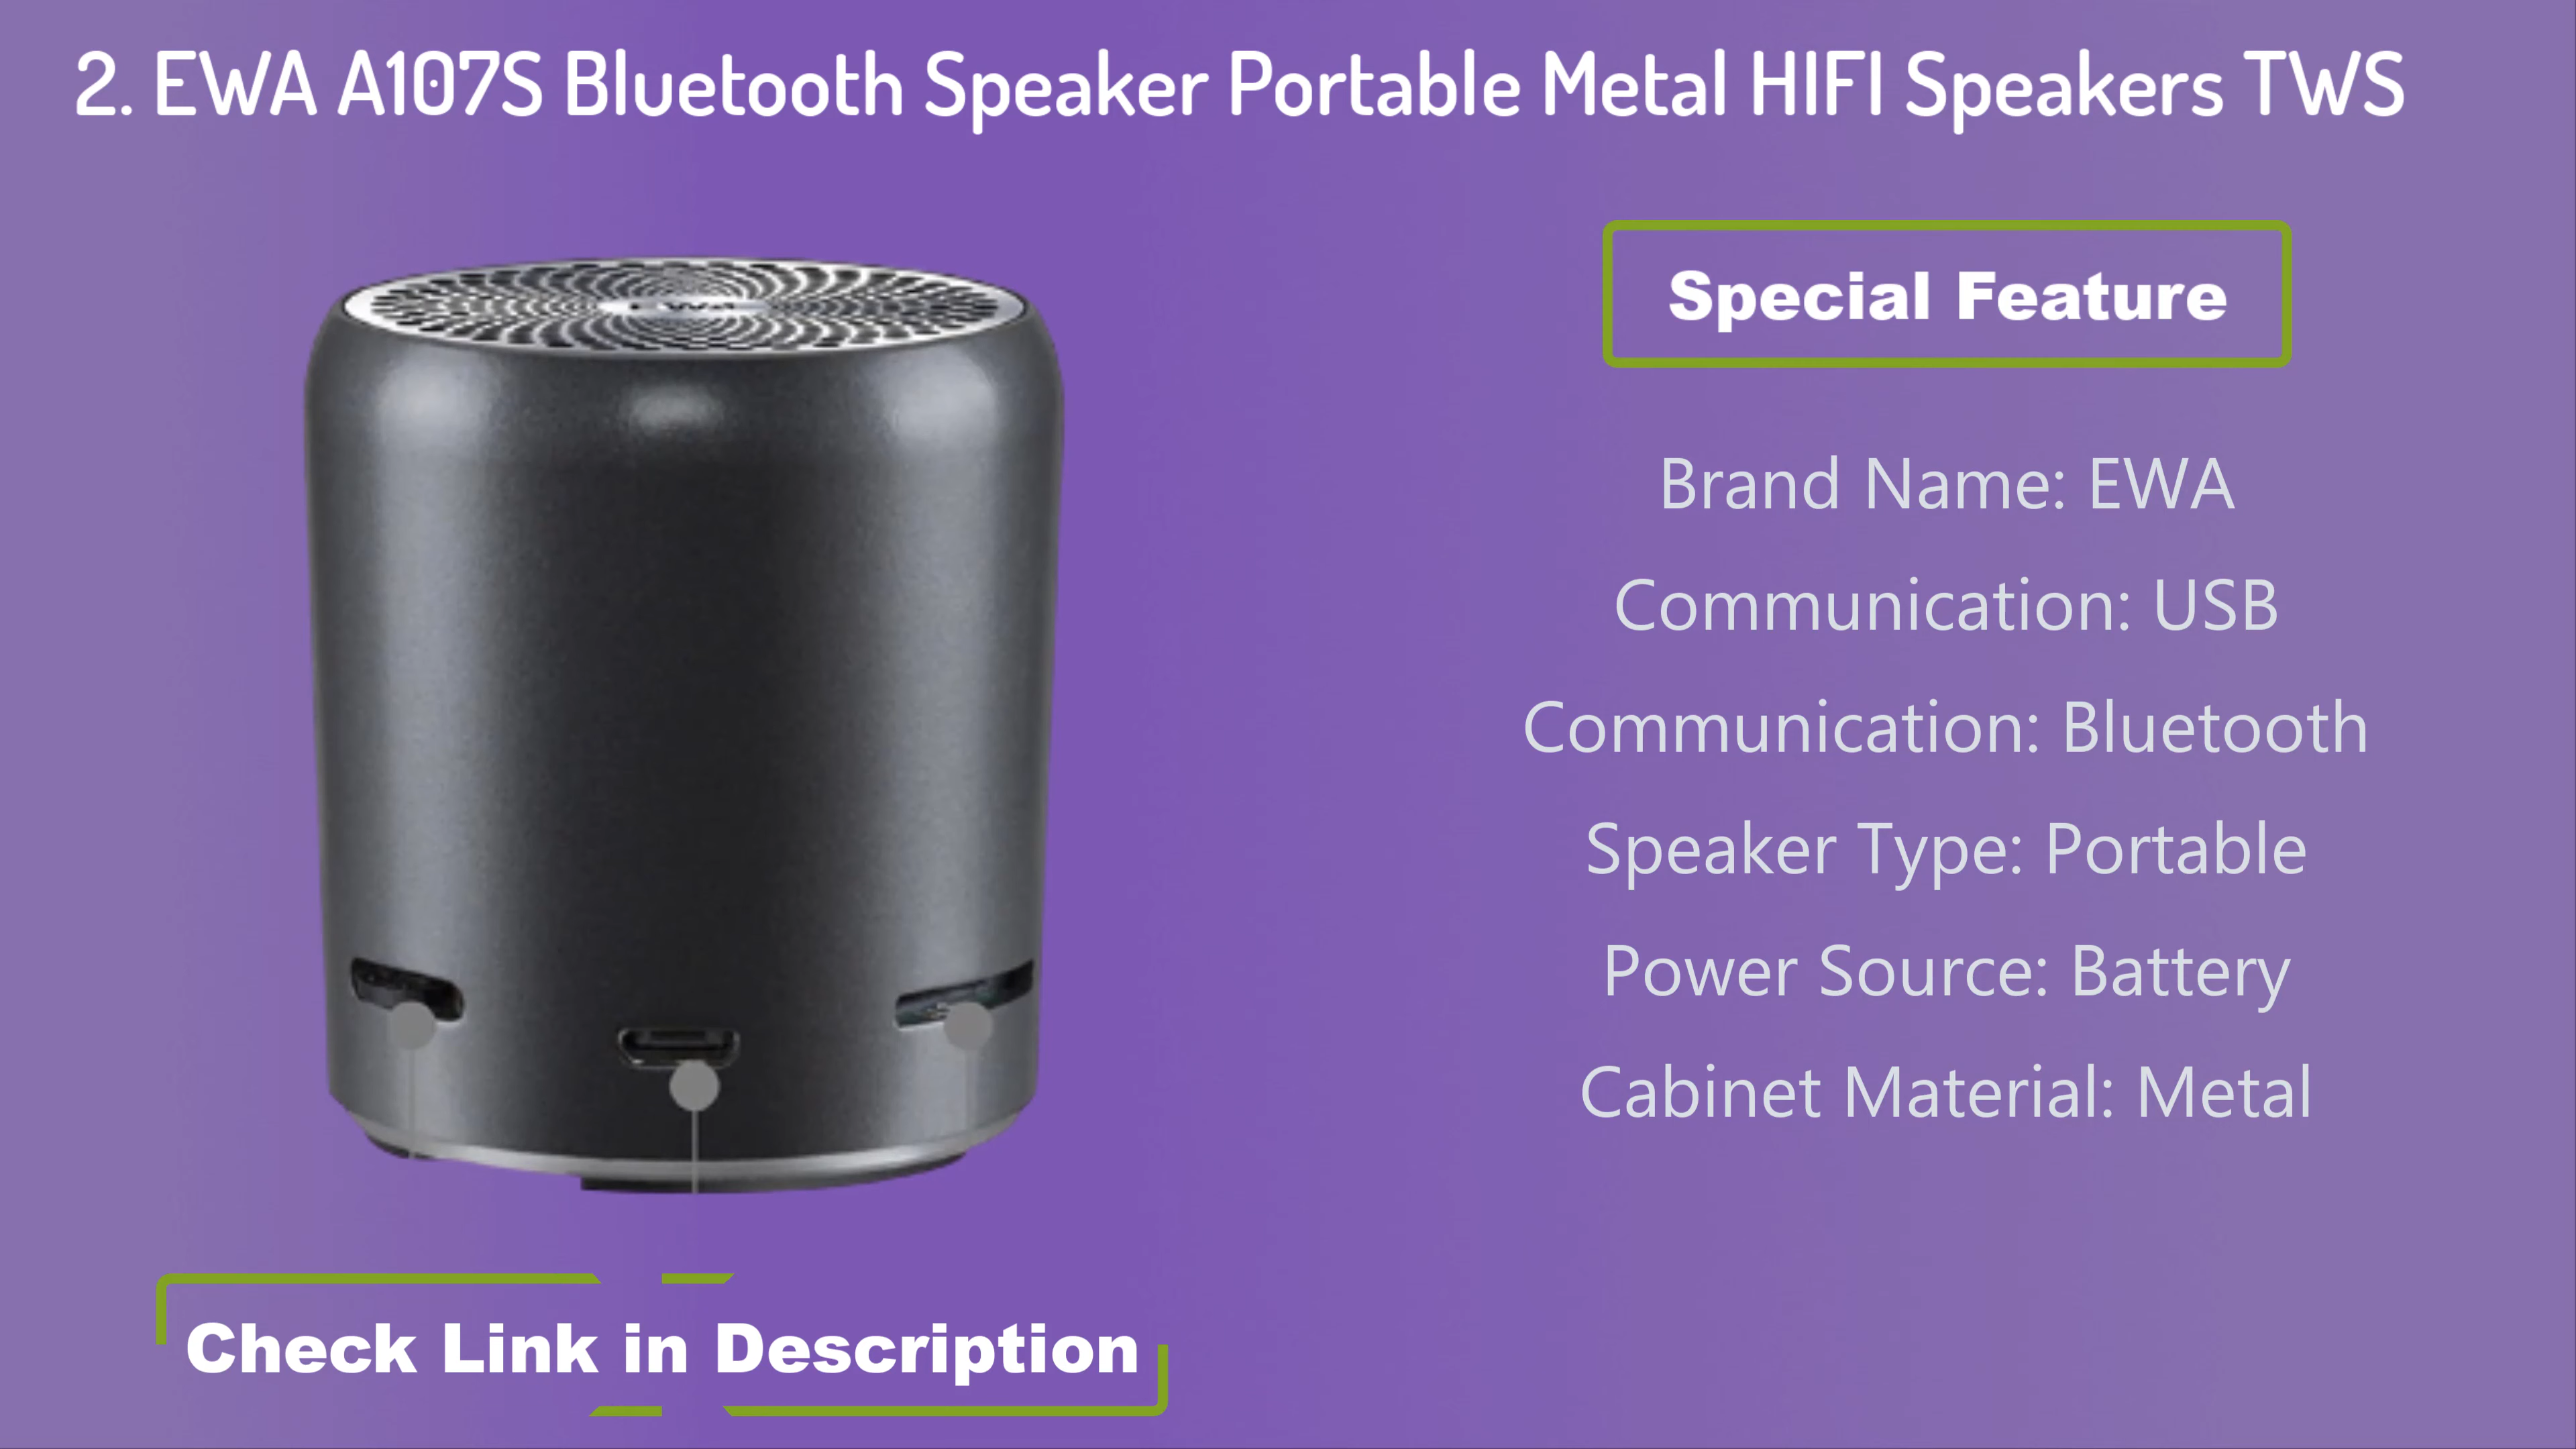 2. EWA A107S Bluetooth Speaker Portable Metal HIFI Speakers TWS
Special Feature
Brand Name: EWA
Communication: USB
Communication: Bluetooth
Speaker Type: Portable
Power Source: Battery
Cabinet Material: Metal
Check Link in Description